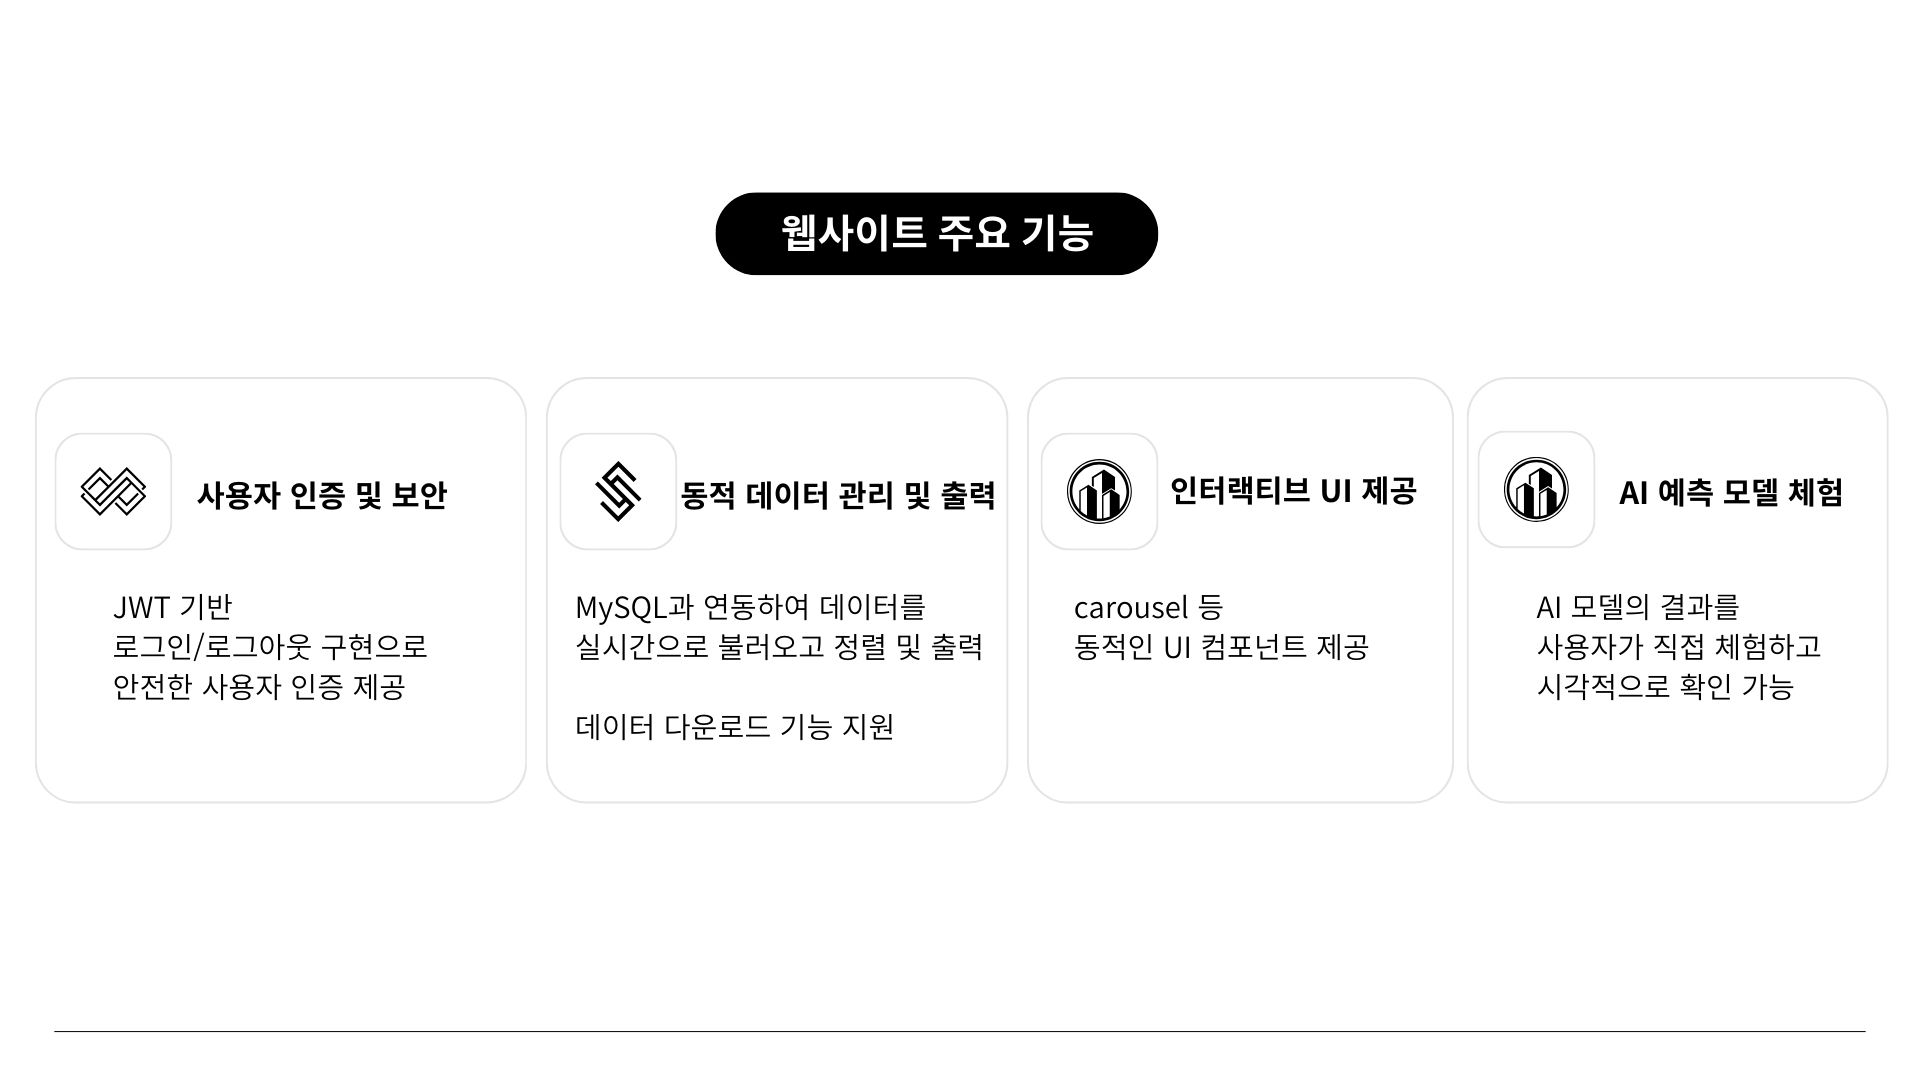 웹사이트 주요 기능
사용자 인증 및 보안
JWT 기반
로그인/로그아웃 구현으로
안전한 사용자 인증 제공
동적 데이터 관리 및 출력
MySQL과 연동하여 데이터를
실시간으로 불러오고 정렬 및 출력
데이터 다운로드 기능 지원
인터랙티브 UI 제공
carousel 등
동적인 UI 컴포넌트 제공
AI 예측 모델 체험
AI 모델의 결과를
사용자가 직접 체험하고
시각적으로 확인 가능